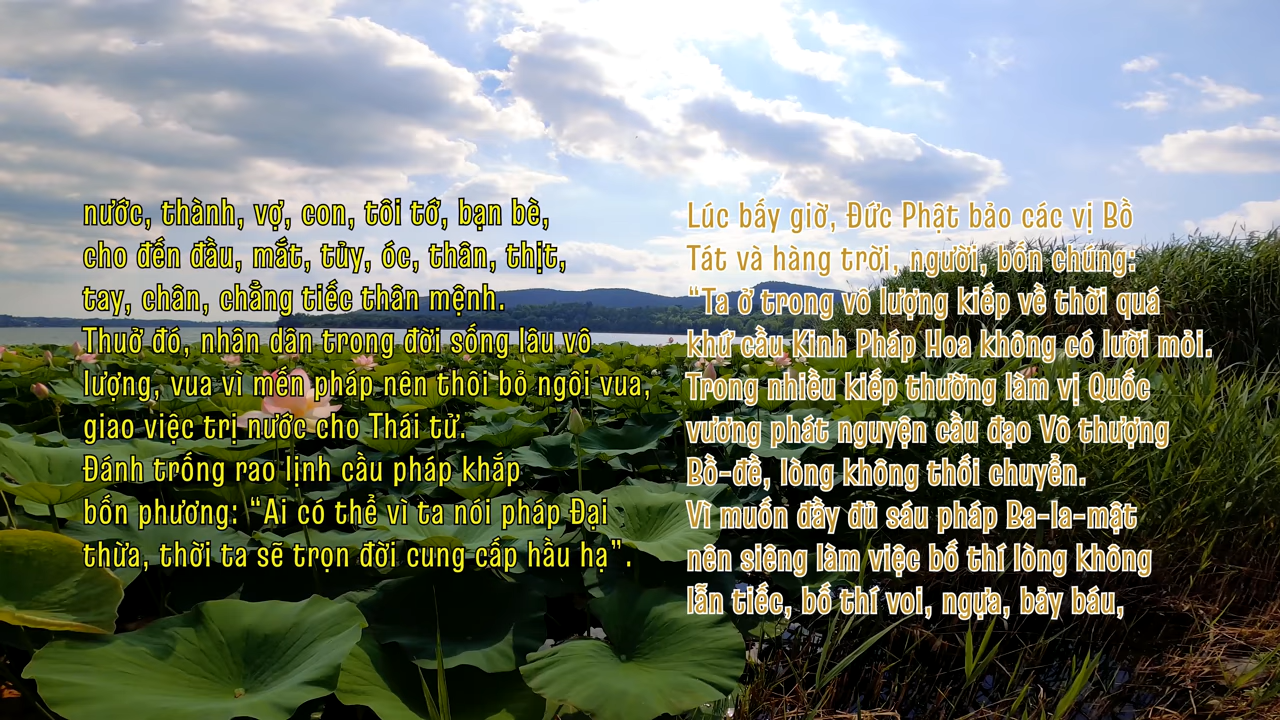 nước, thành, vợ, con, tôi tớ, bạn bè,
cho đến đầu, mắt, tủy, óc, thân, thịt,
tay, chân, chẳng tiếc thân mệnh.
Thuở đó, nhân dân trong đời sống lâu vô
lượng, vua vì mến pháp nên thôi bỏ ngôi vua,
giao việc trị nước cho Thái tử.
Đánh trống rao lịnh cầu pháp khắp
bốn phương: “Ai có thể vì ta nói pháp Đại
thừa, thời ta sẽ trọn đời cung cấp hầu hạ”.
Lúc bấy giờ, Đức Phật bảo các vị Bồ
Tát và hàng trời, người, bốn chúng:
“Ta ở trong vô lượng kiếp về thời quá
khứ cầu Kinh Pháp Hoa không có lười mỏi.
Trong nhiều kiếp thường làm vị Quốc
vương phát nguyện cầu đạo Vô thượng
Bồ-đề, lòng không thối chuyển.
Vì muốn đầy đủ sáu pháp Ba-la-mật
nên siêng làm việc bố thí lòng không
lẫn tiếc, bố thí voi, ngựa, bảy báu,